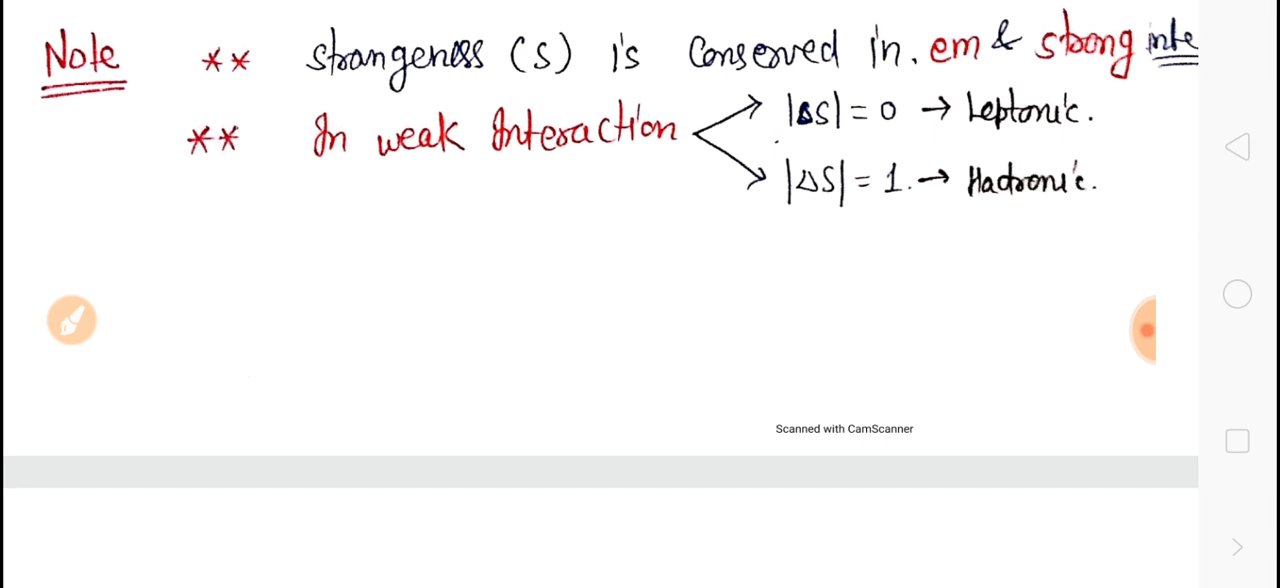 Note ** Strangeness (S) is Conserved in. em & strong inte
** In weak Interaction |ΔS| = 0 → Leptonic.
|ΔS| = 1. → Hadronic.
Scanned with CamScanner